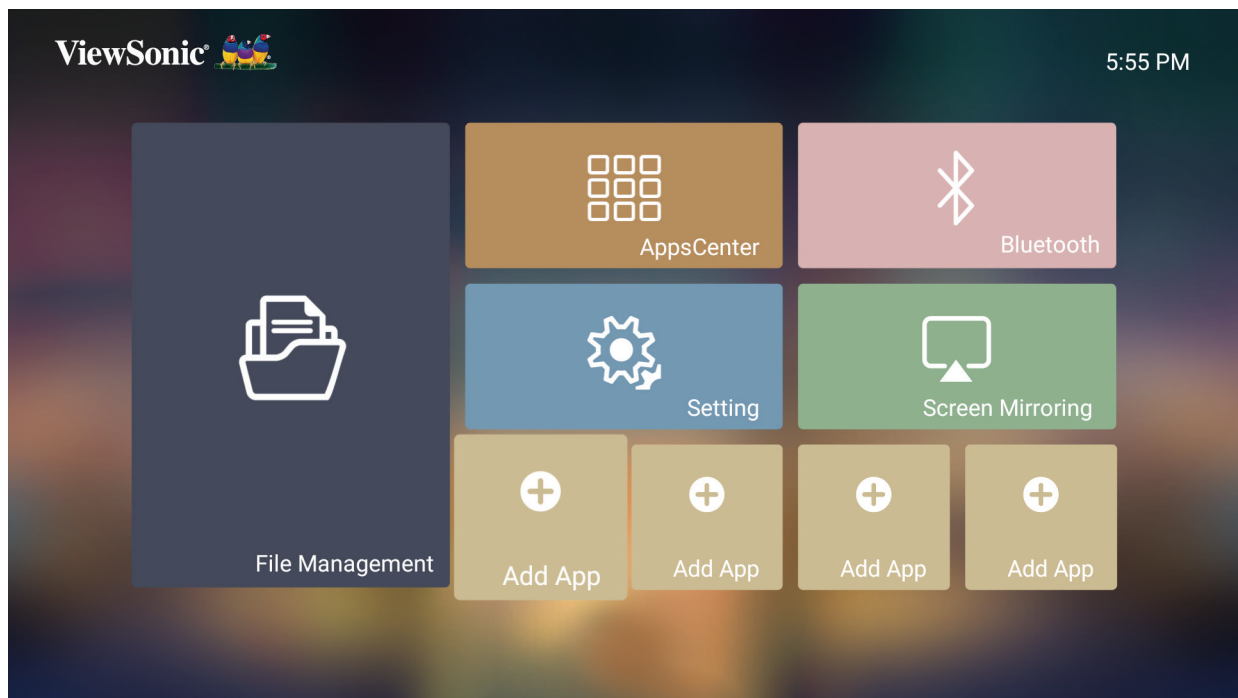 ViewSonic®
5:55 PM
AppsCenter
Bluetooth
Setting
Screen Mirroring
File Management
Add App
Add App
Add App
Add App